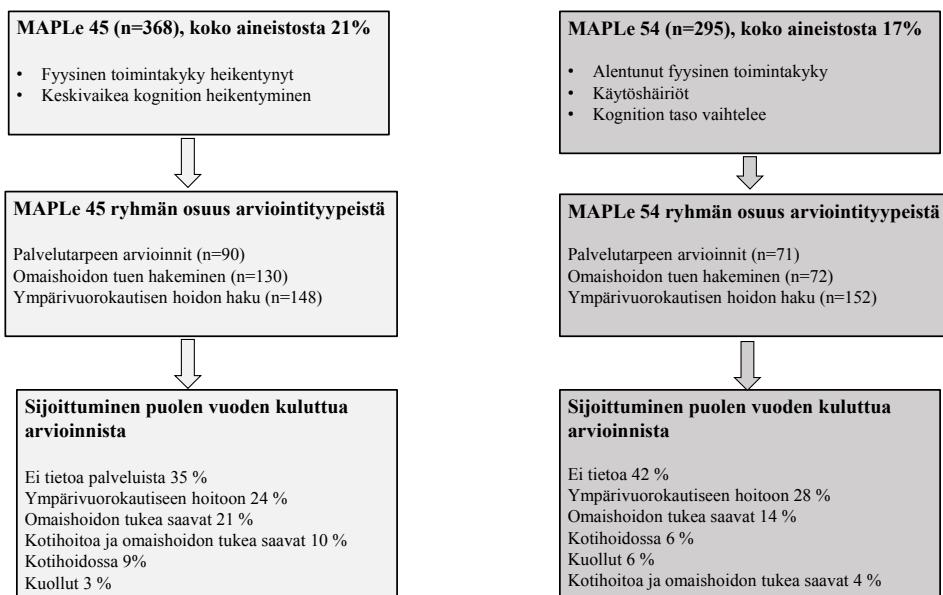 MAPLe 45 (n=368), koko aineistosta 21%
• Fyysinen toimintakyky heikentynyt
• Keskivaikea kognition heikentyminen
MAPLe 45 ryhmän osuus arviointityypeistä
Palvelutarpeen arvioinnit (n=90)
Omaishoidon tuen hakeminen (n=130)
Ympärivuorokautisen hoidon haku (n=148)
Sijoittuminen puolen vuoden kuluttua
arvioinnista
Ei tietoa palveluista 35 %
Ympärivuorokautiseen hoitoon 24 %
Omaishoidon tukea saavat 21 %
Kotihoitoa ja omaishoidon tukea saavat 10 %
Kotihoidossa 9%
Kuollut 3 %
MAPLe 54 (n=295), koko aineistosta 17%
• Alentunut fyysinen toimintakyky
• Käytöshäiriöt
• Kognition taso vaihtelee
MAPLe 54 ryhmän osuus arviointityypeistä
Palvelutarpeen arvioinnit (n=71)
Omaishoidon tuen hakeminen (n=72)
Ympärivuorokautisen hoidon haku (n=152)
Sijoittuminen puolen vuoden kuluttua
arvioinnista
Ei tietoa 42 %
Ympärivuorokautiseen hoitoon 28 %
Omaishoidon tukea saavat 14 %
Kotihoidossa 6 %
Kuollut 6 %
Kotihoitoa ja omaishoidon tukea saavat 4 %